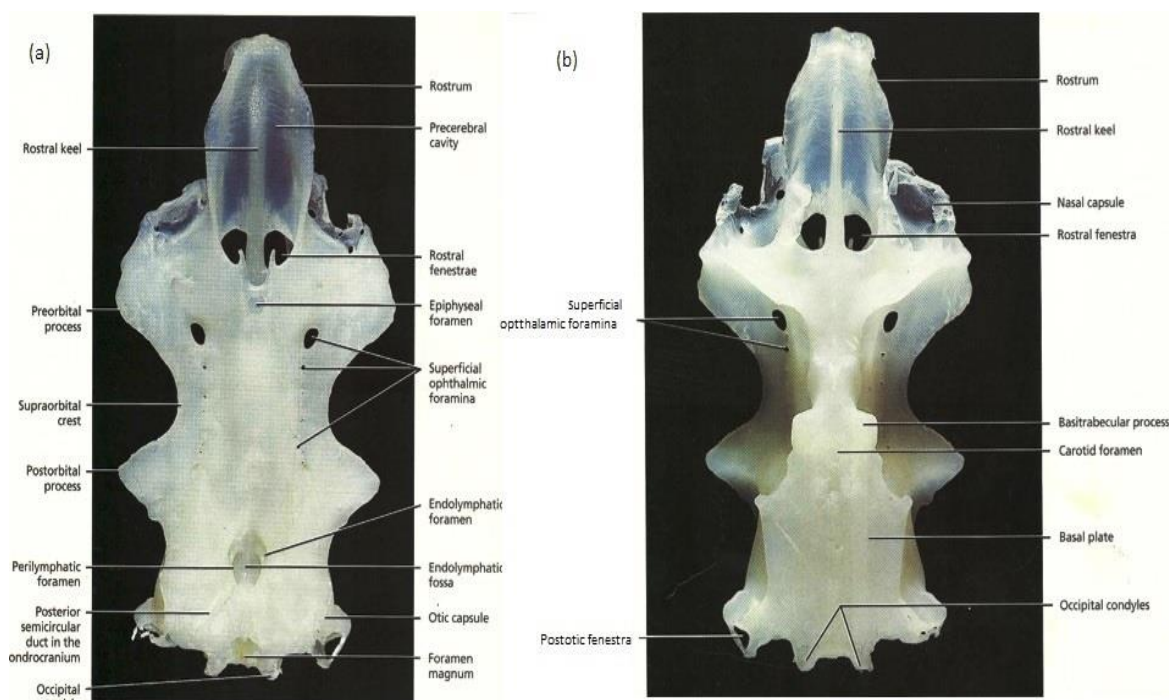 (a)
Rostrum
Precerebral
cavity
Rostral keel
Rostral
fenestrae
Epiphyseal
foramen
Preorbital
process
Superficial
ophthalmic
foramina
Supraorbital
crest
Postorbital
process
Endolymphatic
foramen
Perilymphatic
foramen
Endolymphatic
fossa
Posterior
semicircular
duct in the
ondrocranium
Otic capsule
Foramen
magnum
Occipital
(b)
Rostrum
Rostral keel
Nasal capsule
Rostral fenestra
Superficial
optthalamic foramina
Basitrabecular process
Carotid foramen
Basal plate
Occipital condyles
Postotic fenestra